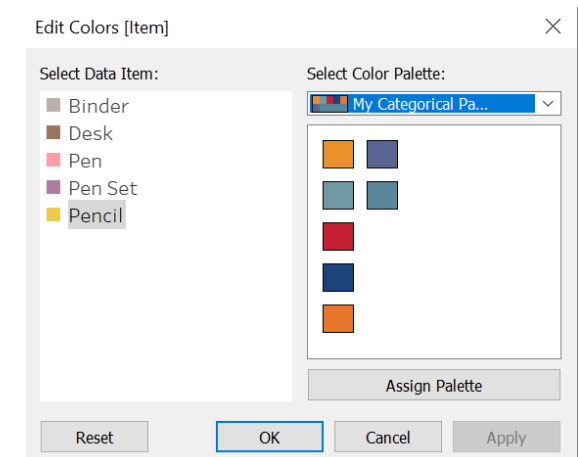 Edit Colors [Item]
Select Data Item:
Binder
Desk
Pen
Pen Set
Pencil
Select Color Palette:
My Categorical Pa...
Assign Palette
Reset
OK
Cancel
Apply